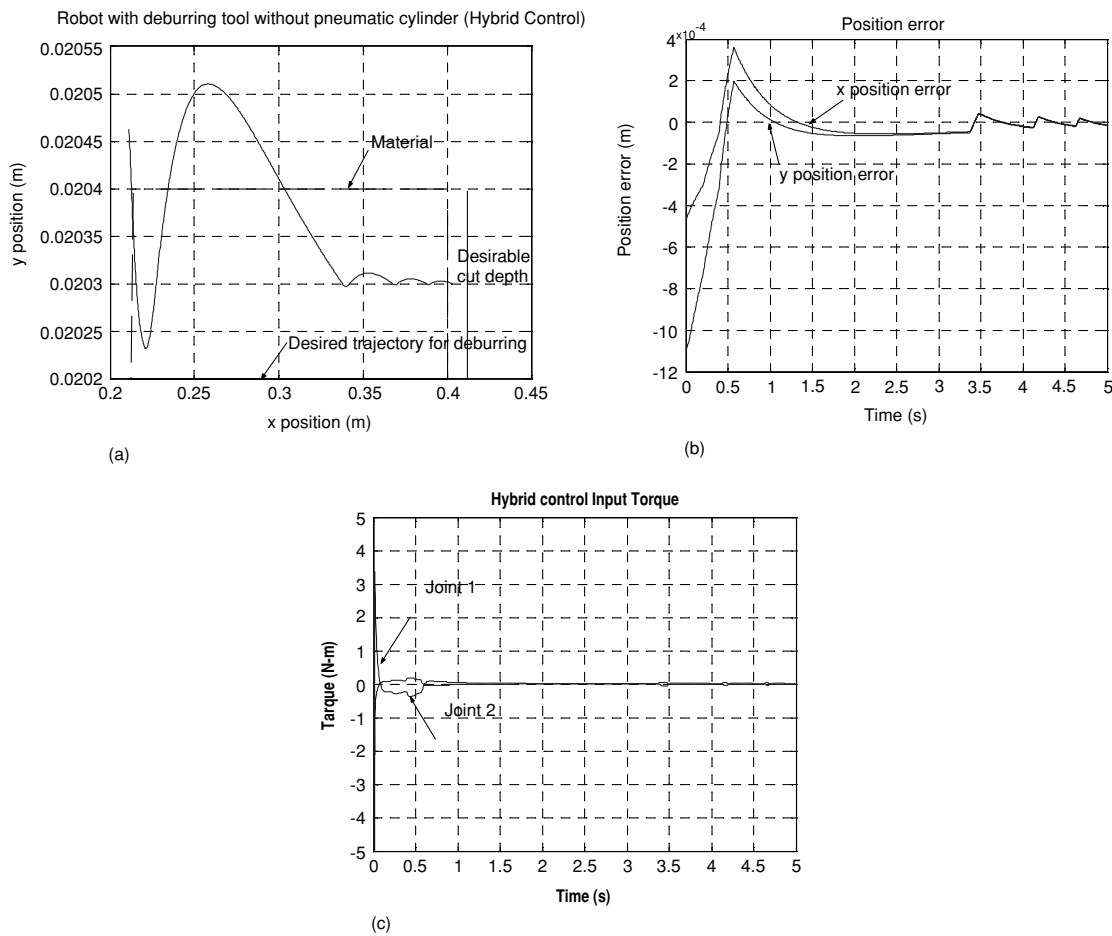 Robot with deburring tool without pneumatic cylinder (Hybrid Control)
0.02055
0.0205
0.02045
0.0204
0.02035
0.0203
0.02025
0.0202
y position (m)
Material
Desirable
cut depth
Desired trajectory for deburring
0.2
0.25
0.3
0.35
0.4
0.45
x position (m)
(a)
Position error
×10-4
4
2
0
-2
-4
-6
-8
-10
-12
Position error (m)
x position error
y position error
0
0.5
1
1.5
2
2.5
3
3.5
4
4.5
5
Time (s)
(b)
Hybrid control Input Torque
5
4
3
2
1
0
-1
-2
-3
-4
-5
Tarque (N-m)
Joint 1
Joint 2
0
0.5
1
1.5
2
2.5
3
3.5
4
4.5
5
Time (s)
(c)